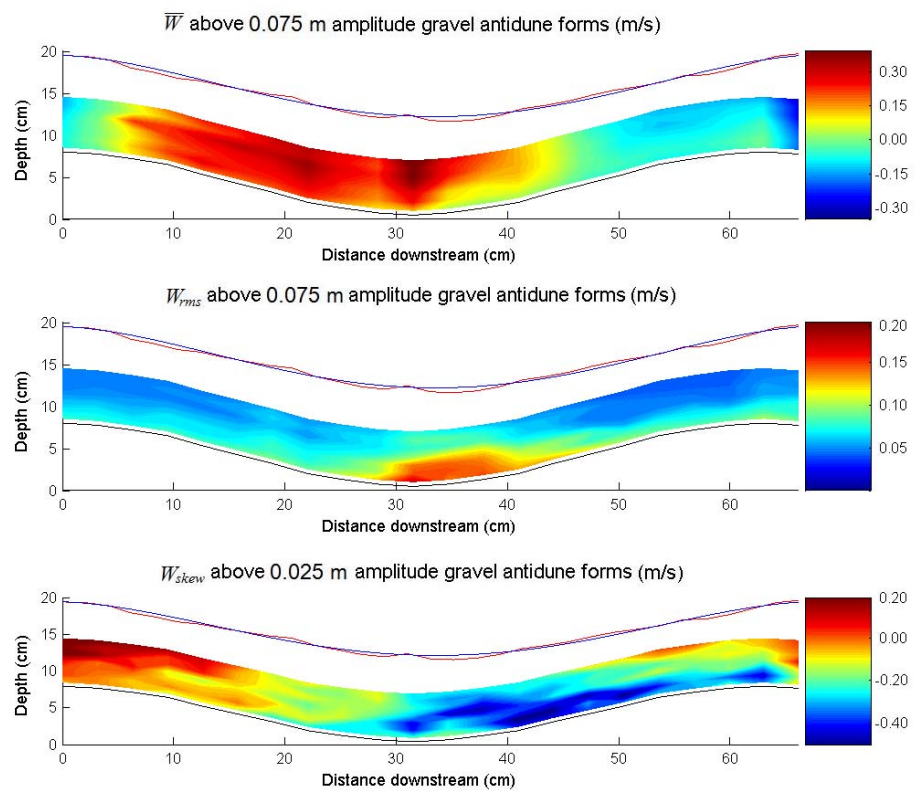 W̅ above 0.075 m amplitude gravel antidune forms (m/s)
20
15
10
5
0
Depth (cm)
0 10 20 30 40 50 60
Distance downstream (cm)
0.30
0.15
0.00
-0.15
-0.30
W_rms above 0.075 m amplitude gravel antidune forms (m/s)
20
15
10
5
0
Depth (cm)
0 10 20 30 40 50 60
Distance downstream (cm)
0.20
0.15
0.10
0.05
W_skew above 0.025 m amplitude gravel antidune forms (m/s)
20
15
10
5
0
Depth (cm)
0 10 20 30 40 50 60
Distance downstream (cm)
0.20
0.00
-0.20
-0.40